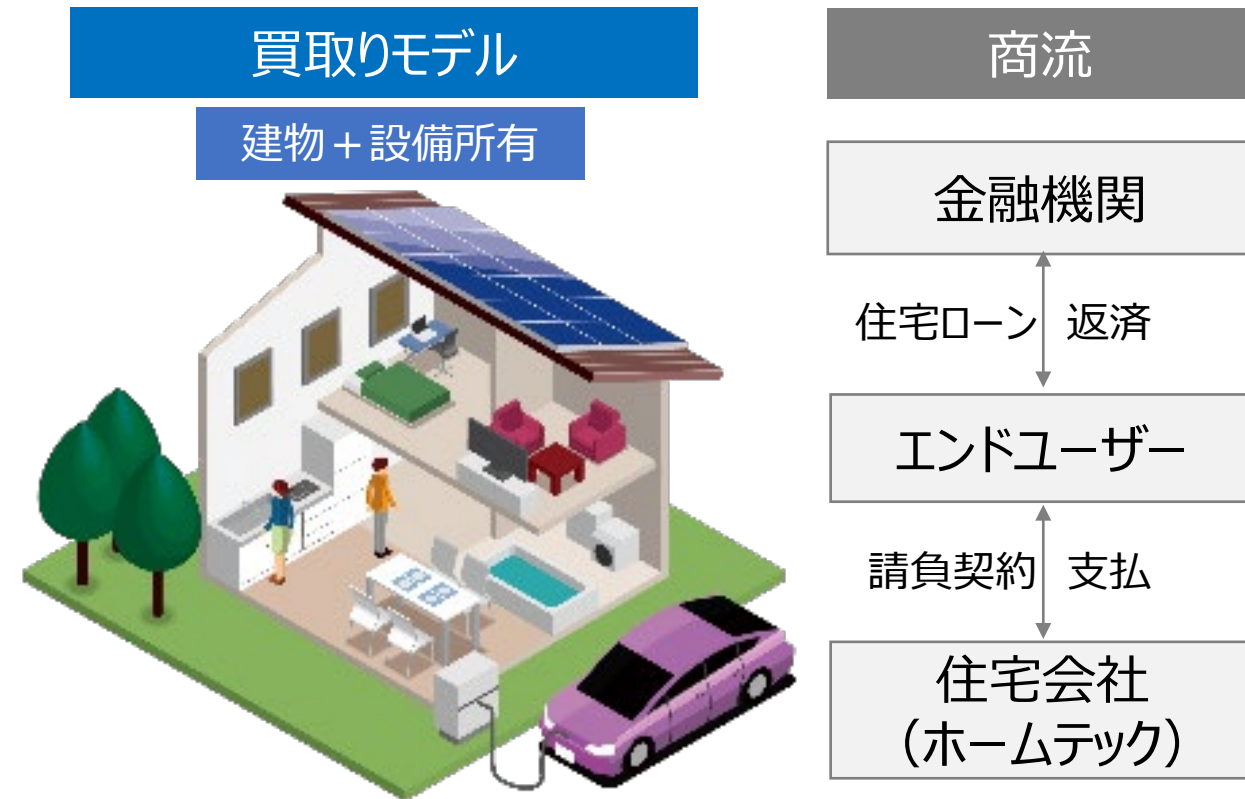 買取りモデル
建物＋設備所有
商流
金融機関
住宅ローン 返済
エンドユーザー
請負契約 支払
住宅会社
（ホームテック）